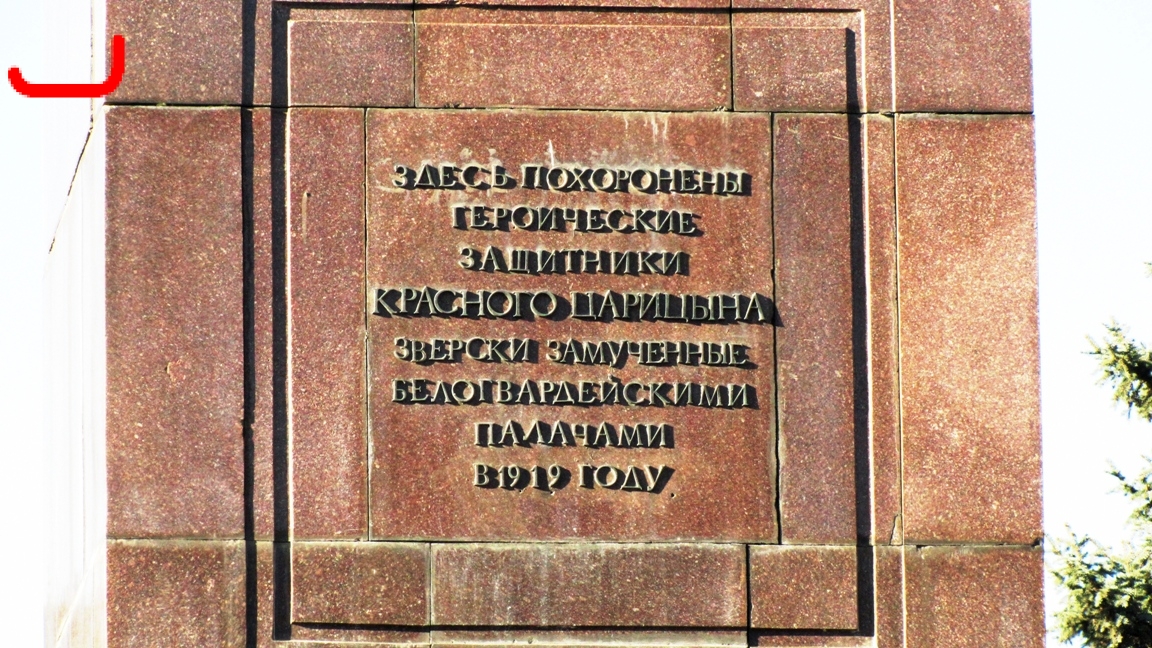 ЗДЕСЬ ПОХОРОНЕНЫ
ГЕРОИЧЕСКИЕ
ЗАЩИТНИКИ
КРАСНОГО ЦАРИЦЫНА
ЗВЕРСКИ ЗАМУЧЕННЫЕ
БЕЛОГВАРДЕЙСКИМИ
ПАЛАЧАМИ
В 1919 ГОДУ